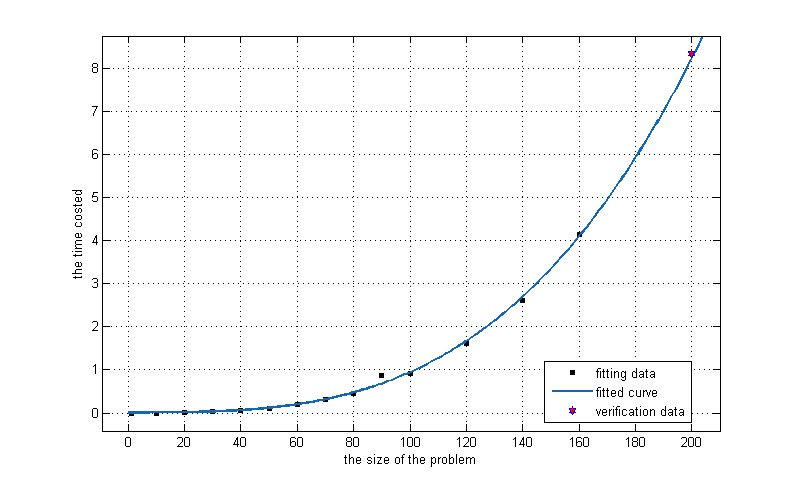 8
7
6
5
4
3
2
1
0
the time costed
fitting data
fitted curve
verification data
0 20 40 60 80 100 120 140 160 180 200
the size of the problem